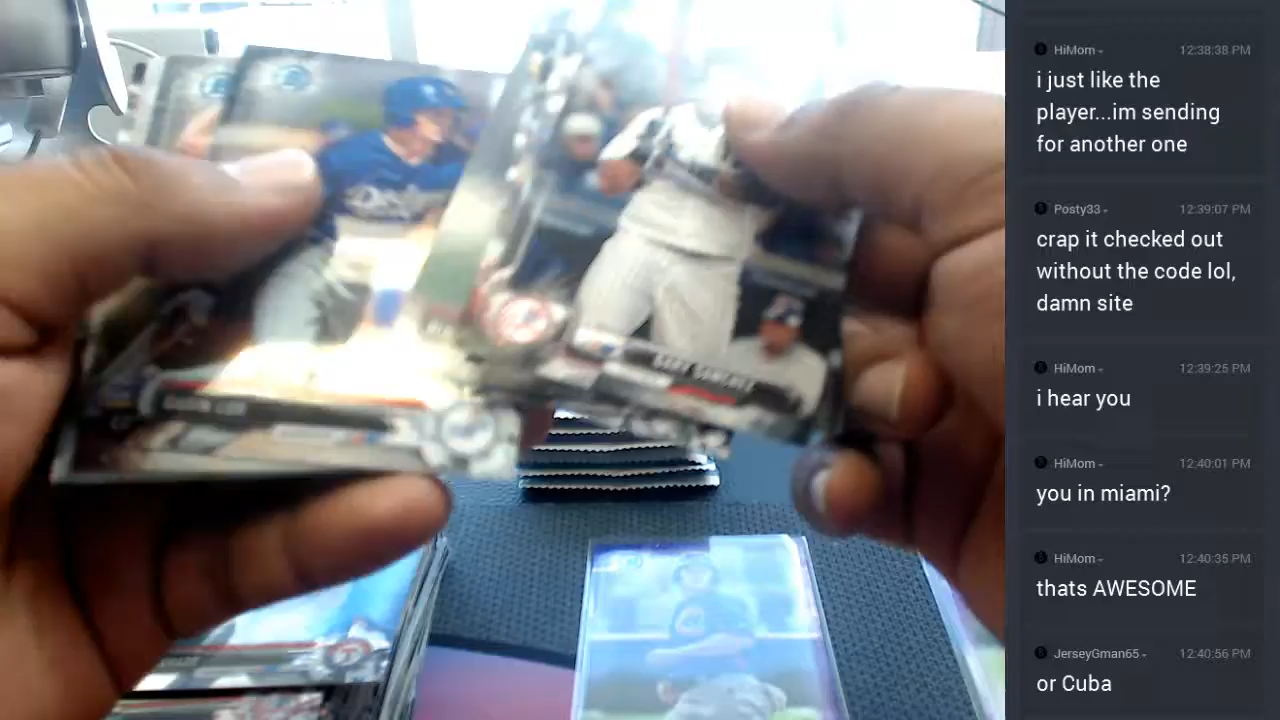 HiMom
12:38:38 PM
i just like the
player...im sending
for another one
Posty33
12:39:07 PM
crap it checked out
without the code lol,
damn site
HiMom
12:39:25 PM
i hear you
HiMom
12:40:01 PM
you in miami?
HiMom
12:40:35 PM
thats AWESOME
JerseyGman65
12:40:56 PM
or Cuba
GARY SANCHEZ